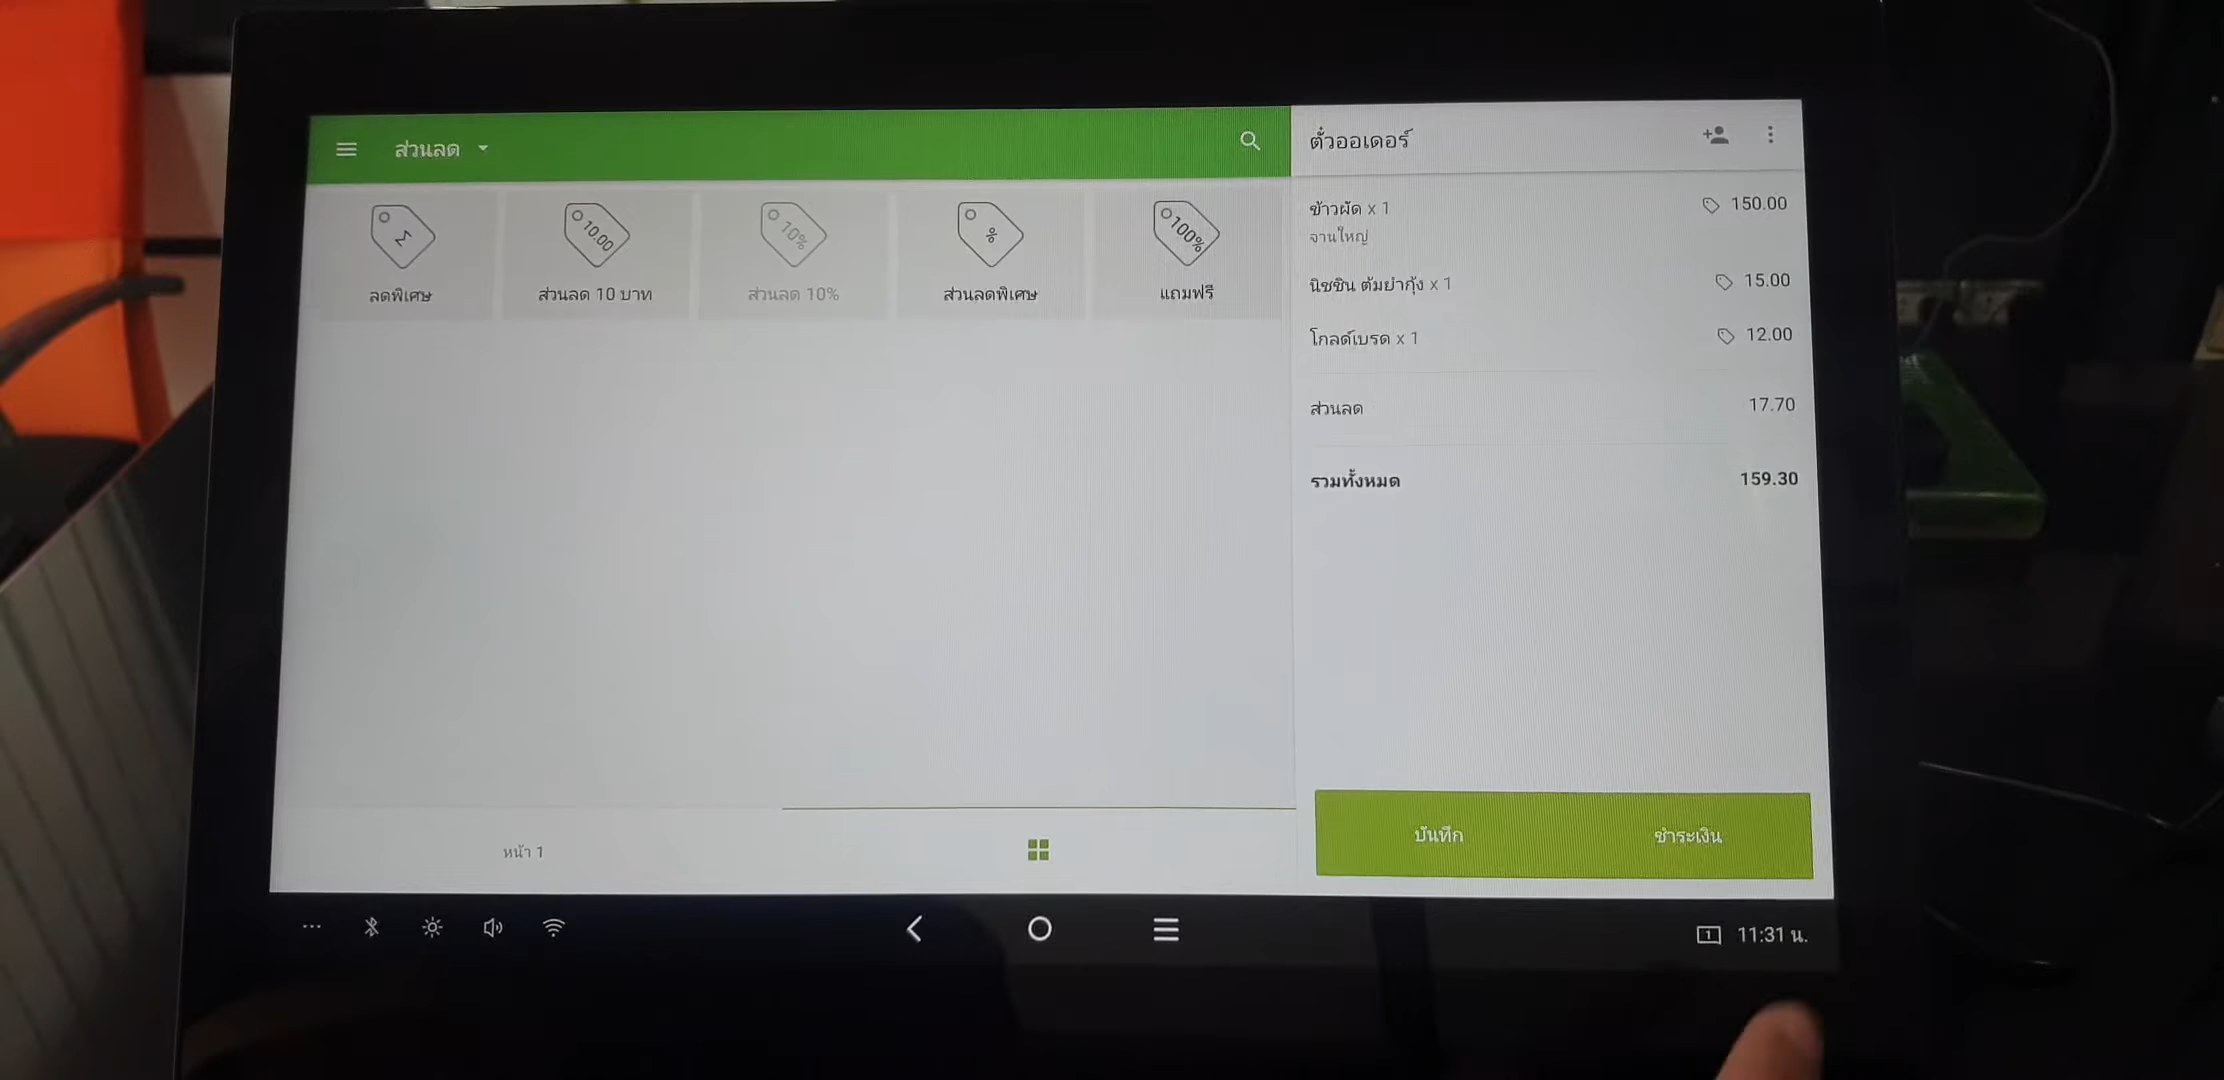 ส่วนลด
Σ
10.00
10%
%
100%
ลดพิเศษ
ส่วนลด 10 บาท
ส่วนลด 10%
ส่วนลดพิเศษ
แถมฟรี
หน้า 1
ตั๋วออเดอร์
ข้าวผัด x 1 150.00
จานใหญ่
นิชชิน ต้มยำกุ้ง x 1 15.00
โกลด์เบรด x 1 12.00
ส่วนลด 17.70
รวมทั้งหมด 159.30
บันทึก ชำระเงิน
1 11:31 น.